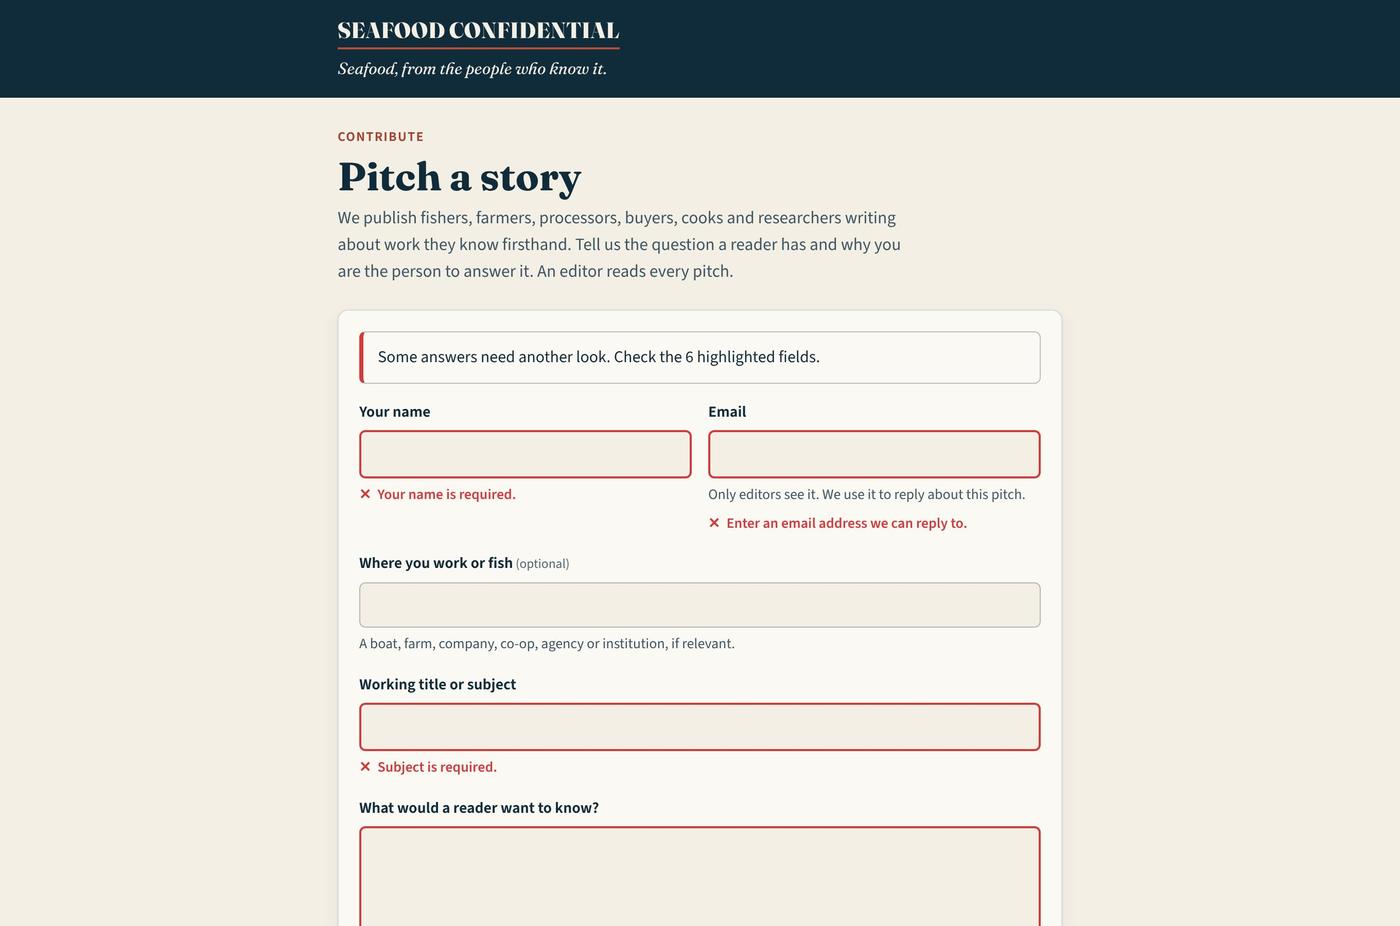 SEAFOOD CONFIDENTIAL
Seafood, from the people who know it.
CONTRIBUTE
Pitch a story
We publish fishers, farmers, processors, buyers, cooks and researchers writing
about work they know firsthand. Tell us the question a reader has and why you
are the person to answer it. An editor reads every pitch.
Some answers need another look. Check the 6 highlighted fields.
Your name
✕ Your name is required.
Email
Only editors see it. We use it to reply about this pitch.
✕ Enter an email address we can reply to.
Where you work or fish (optional)
A boat, farm, company, co-op, agency or institution, if relevant.
Working title or subject
✕ Subject is required.
What would a reader want to know?